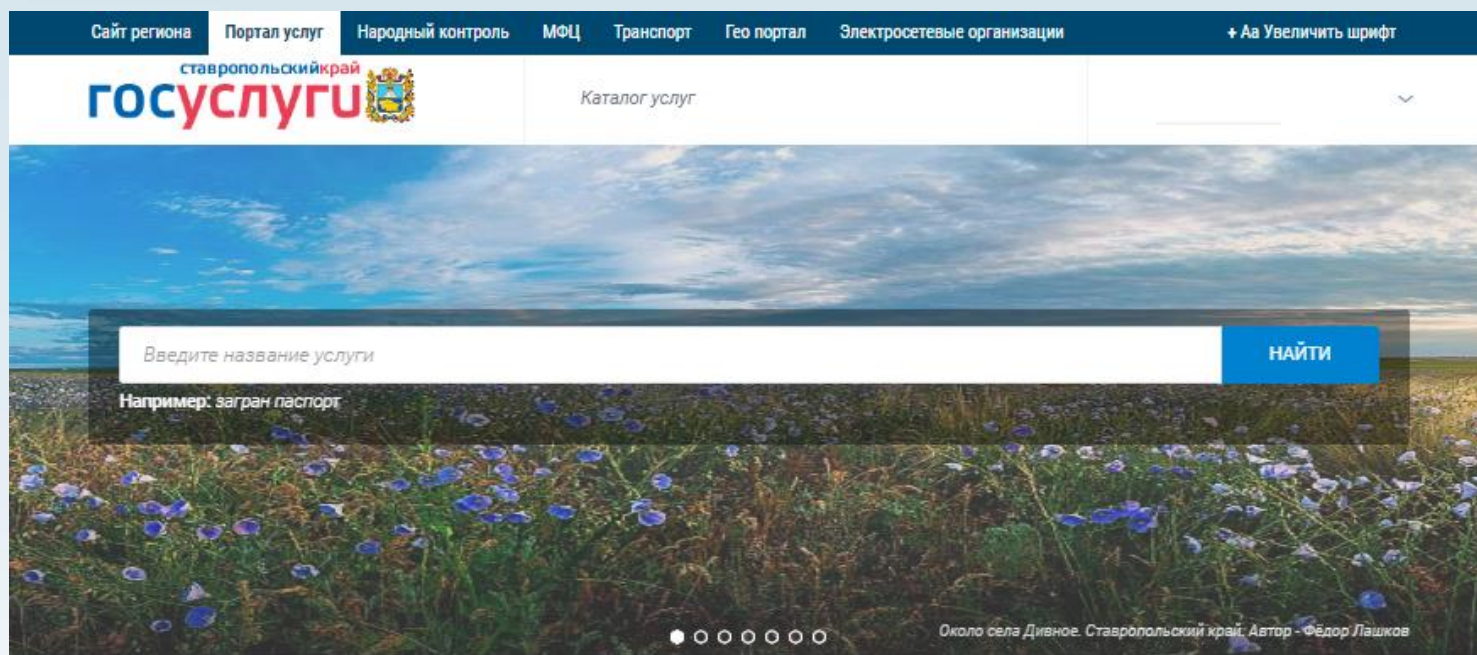 Сайт региона Портал услуг Народный контроль МФЦ Транспорт Гео портал Электросетевые организации + Аа Увеличить шрифт
ставропольскийкрай
госуслуги
Каталог услуг
Введите название услуги
НАЙТИ
Например: загран паспорт
Около села Дивное. Ставропольский край. Автор - Фёдор Лашков